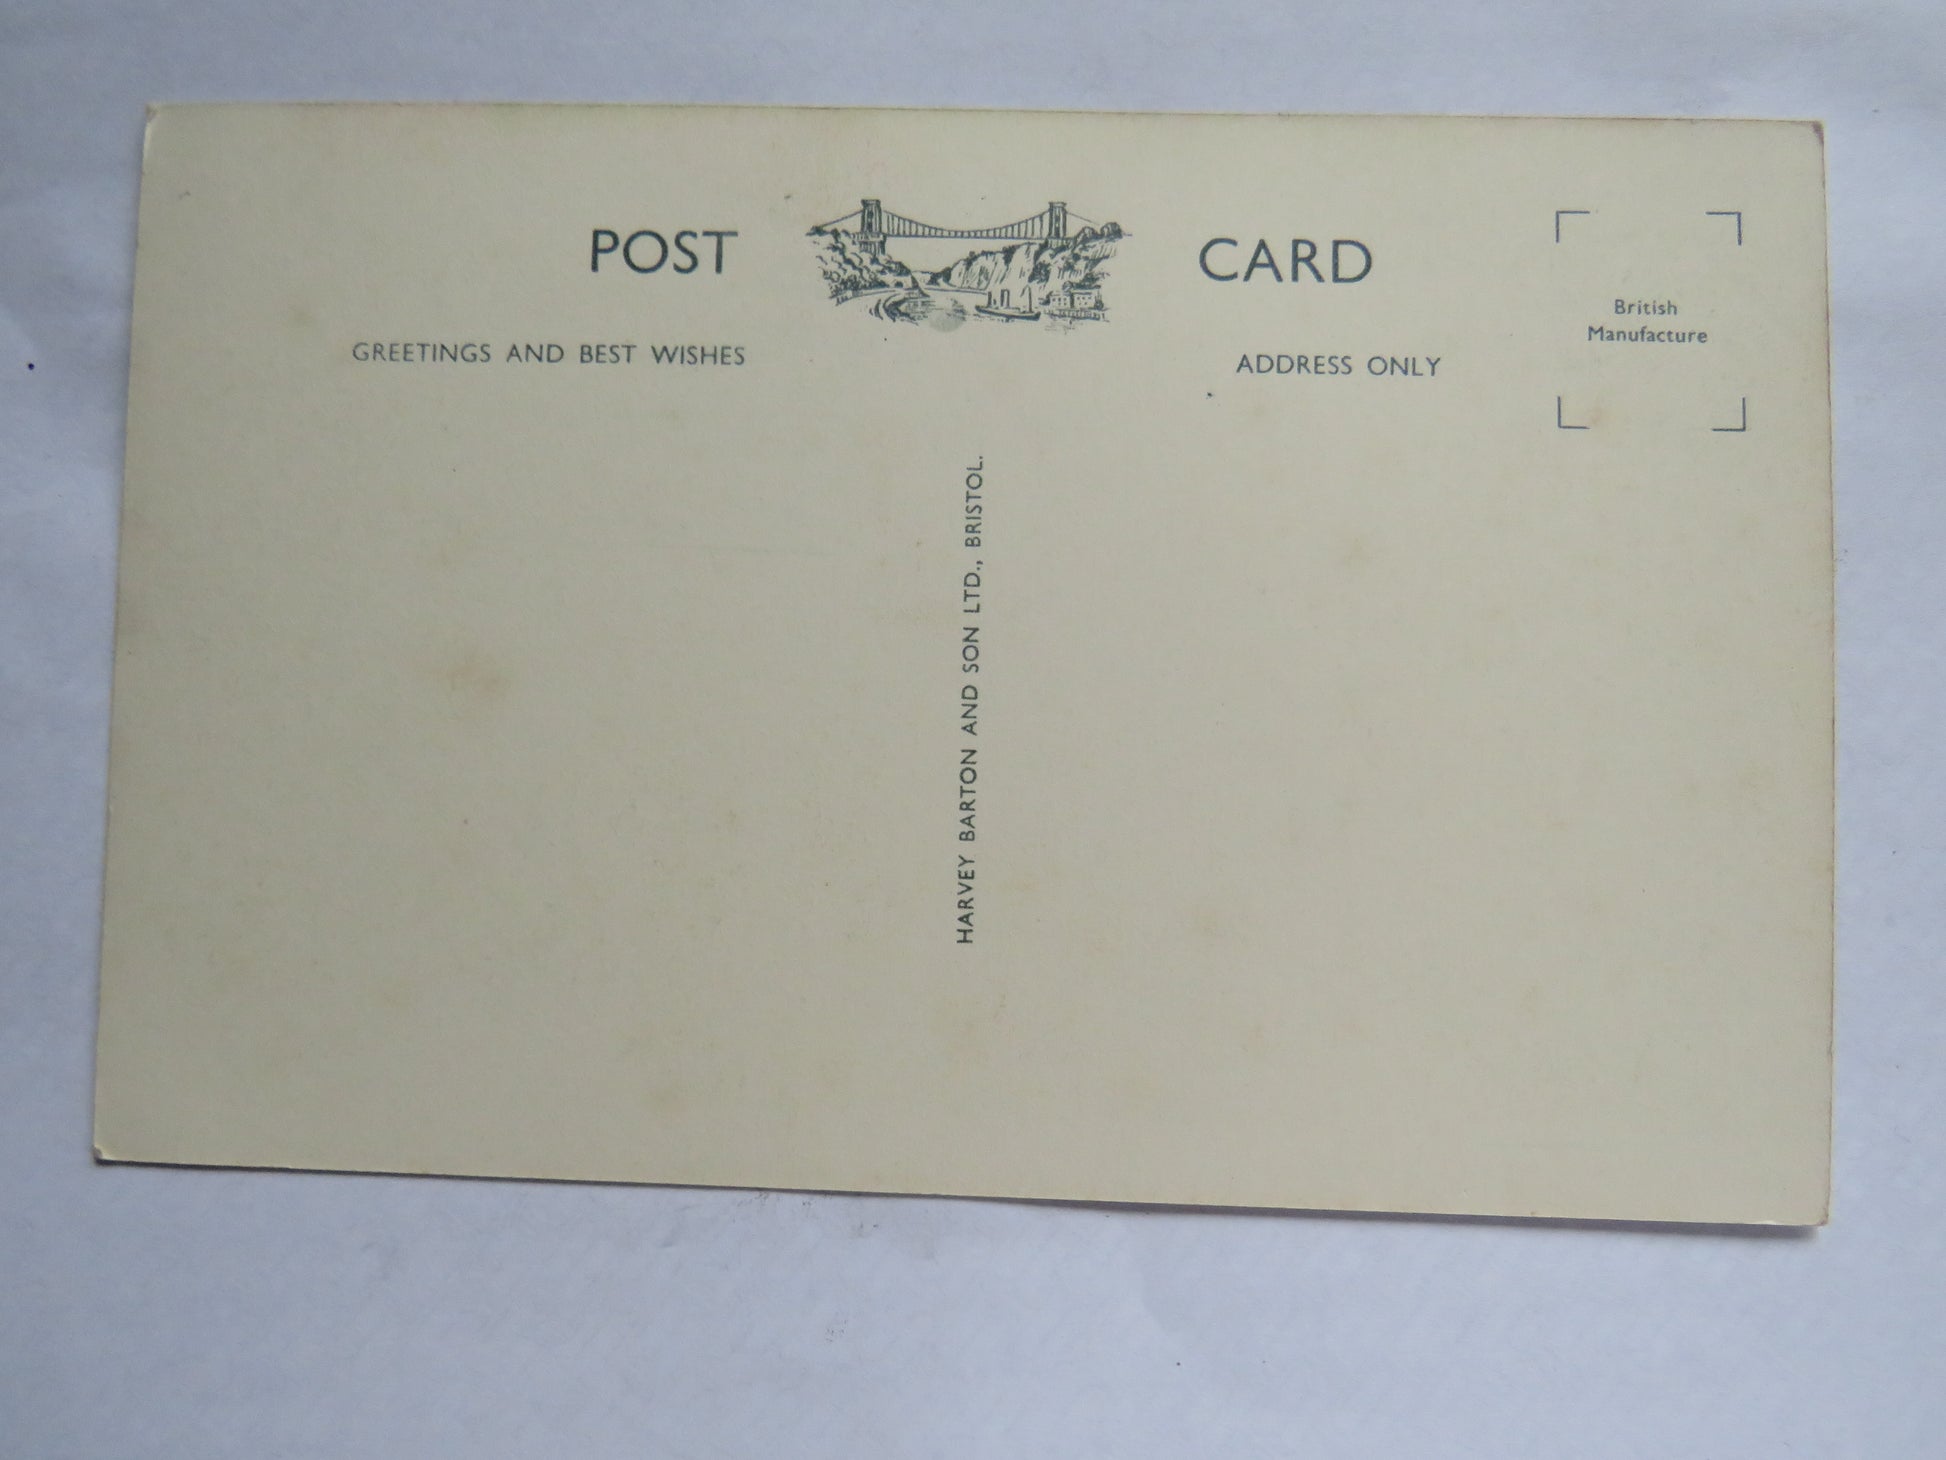 POST CARD
GREETINGS AND BEST WISHES
ADDRESS ONLY
British
Manufacture
HARVEY BARTON AND SON LTD., BRISTOL.